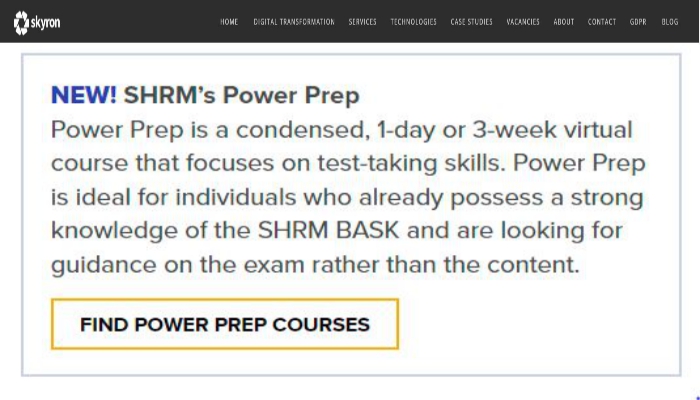 skyron HOME DIGITAL TRANSFORMATION SERVICES TECHNOLOGIES CASE STUDIES VACANCIES ABOUT CONTACT GDPR BLOG
NEW! SHRM's Power Prep
Power Prep is a condensed, 1-day or 3-week virtual
course that focuses on test-taking skills. Power Prep
is ideal for individuals who already possess a strong
knowledge of the SHRM BASK and are looking for
guidance on the exam rather than the content.
FIND POWER PREP COURSES